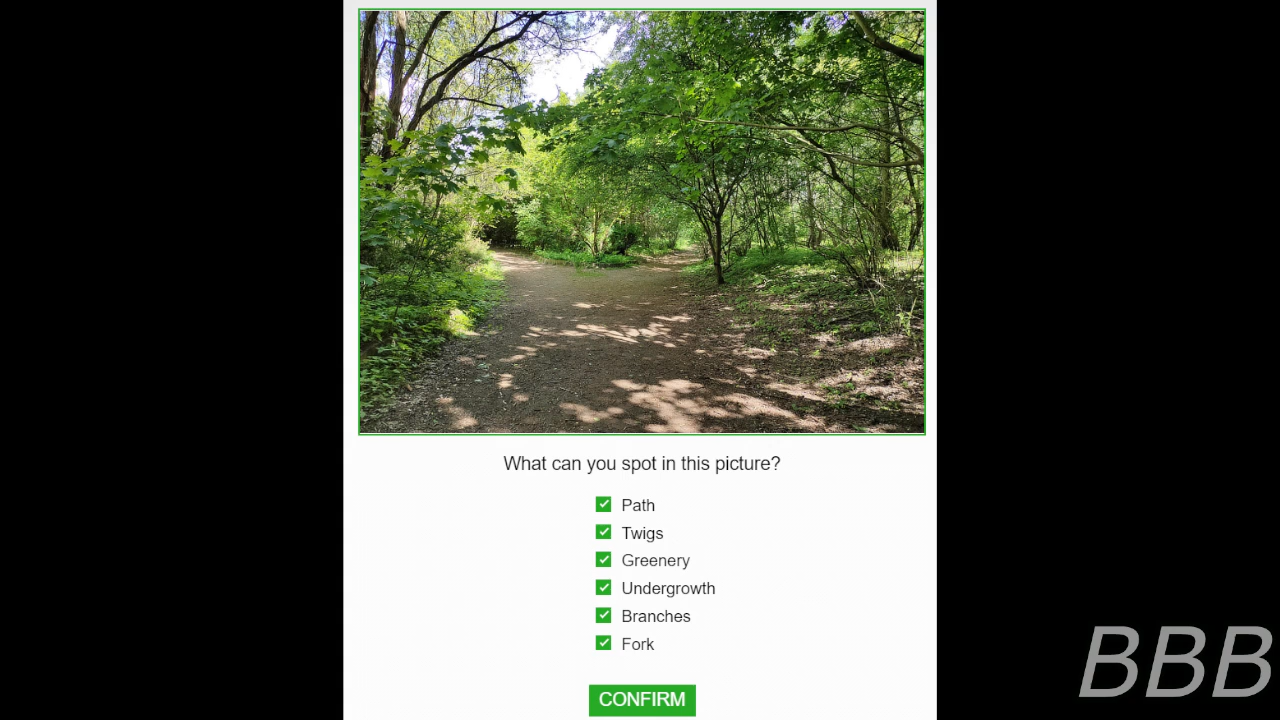 What can you spot in this picture?
Path
Twigs
Greenery
Undergrowth
Branches
Fork
CONFIRM
BBB